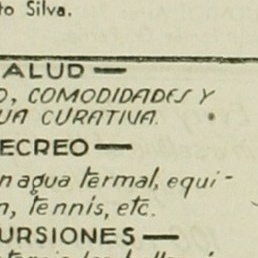 to Silva.
ALUD —
O, COMODIDADES Y
UA CURATIVA.
ECREO —
n agua termal, equi-
n, tennis, etc.
URSIONES —